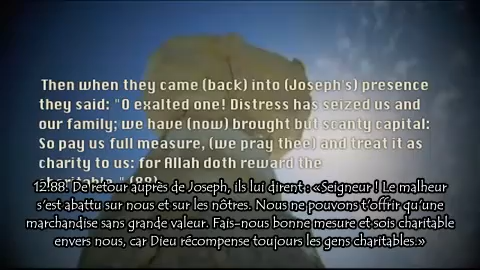 Then when they came (back) into (Joseph's) presence
they said: "O exalted one! Distress has seized us and
our family; we have (now) brought but scanty capital:
So pay us full measure, (we pray thee) and treat it as
charity to us: for Allah doth reward the
charitable." (88)
12.88. De retour auprès de Joseph, ils lui dirent : «Seigneur ! Le malheur
s'est abattu sur nous et sur les nôtres. Nous ne pouvons t'offrir qu'une
marchandise sans grande valeur. Fais-nous bonne mesure et sois charitable
envers nous, car Dieu récompense toujours les gens charitables.»